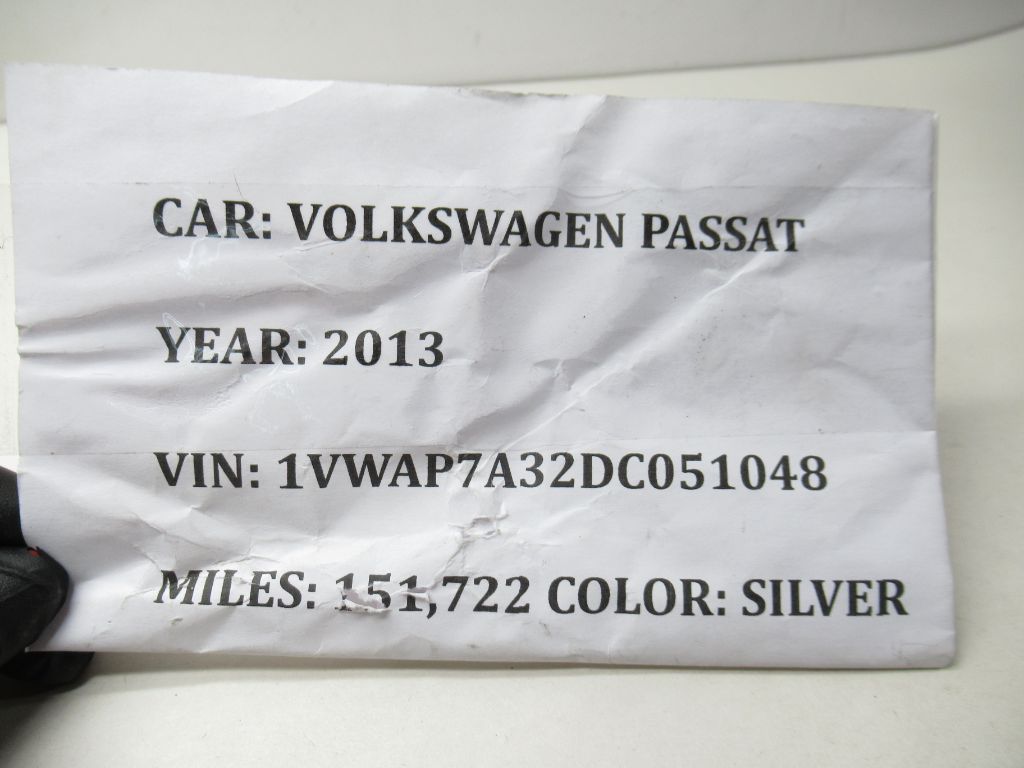 CAR: VOLKSWAGEN PASSAT
YEAR: 2013
VIN: 1VWAP7A32DC051048
MILES: 151,722 COLOR: SILVER